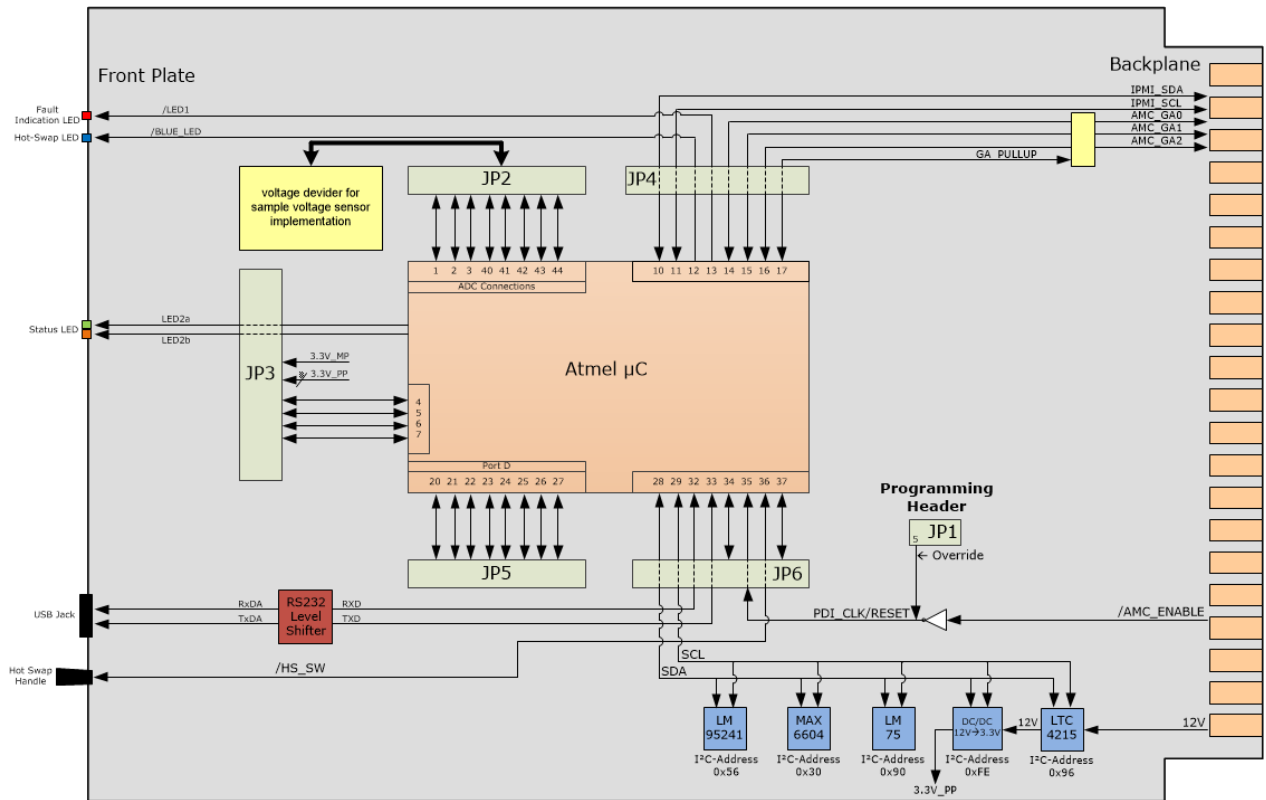 Front Plate
Backplane
IPMI_SDA
IPMI_SCL
AMC_GA0
AMC_GA1
AMC_GA2
GA_PULLUP
Fault
Indication LED
/LED1
Hot-Swap LED
/BLUE_LED
JP2
JP4
voltage devider for
sample voltage sensor
implementation
1 2 3 40 41 42 43 44
ADC Connections
10 11 12 13 14 15 16 17
Status LED
LED2a
LED2b
JP3
3.3V_MP
3.3V_PP
Atmel µC
4
5
6
7
Port D
20 21 22 23 24 25 26 27
28 29 32 33 34 35 36 37
Programming
Header
5 JP1
← Override
JP5
JP6
USB Jack
RxDA
TxDA
RS232
Level
Shifter
RXD
TXD
PDI_CLK/RESET
/AMC_ENABLE
Hot Swap
Handle
/HS_SW
SCL
SDA
LM
95241
I²C-Address
0x56
MAX
6604
I²C-Address
0x30
LM
75
I²C-Address
0x90
DC/DC
12V→3.3V
I²C-Address
0xFE
12V
LTC
4215
I²C-Address
0x96
12V
3.3V_PP